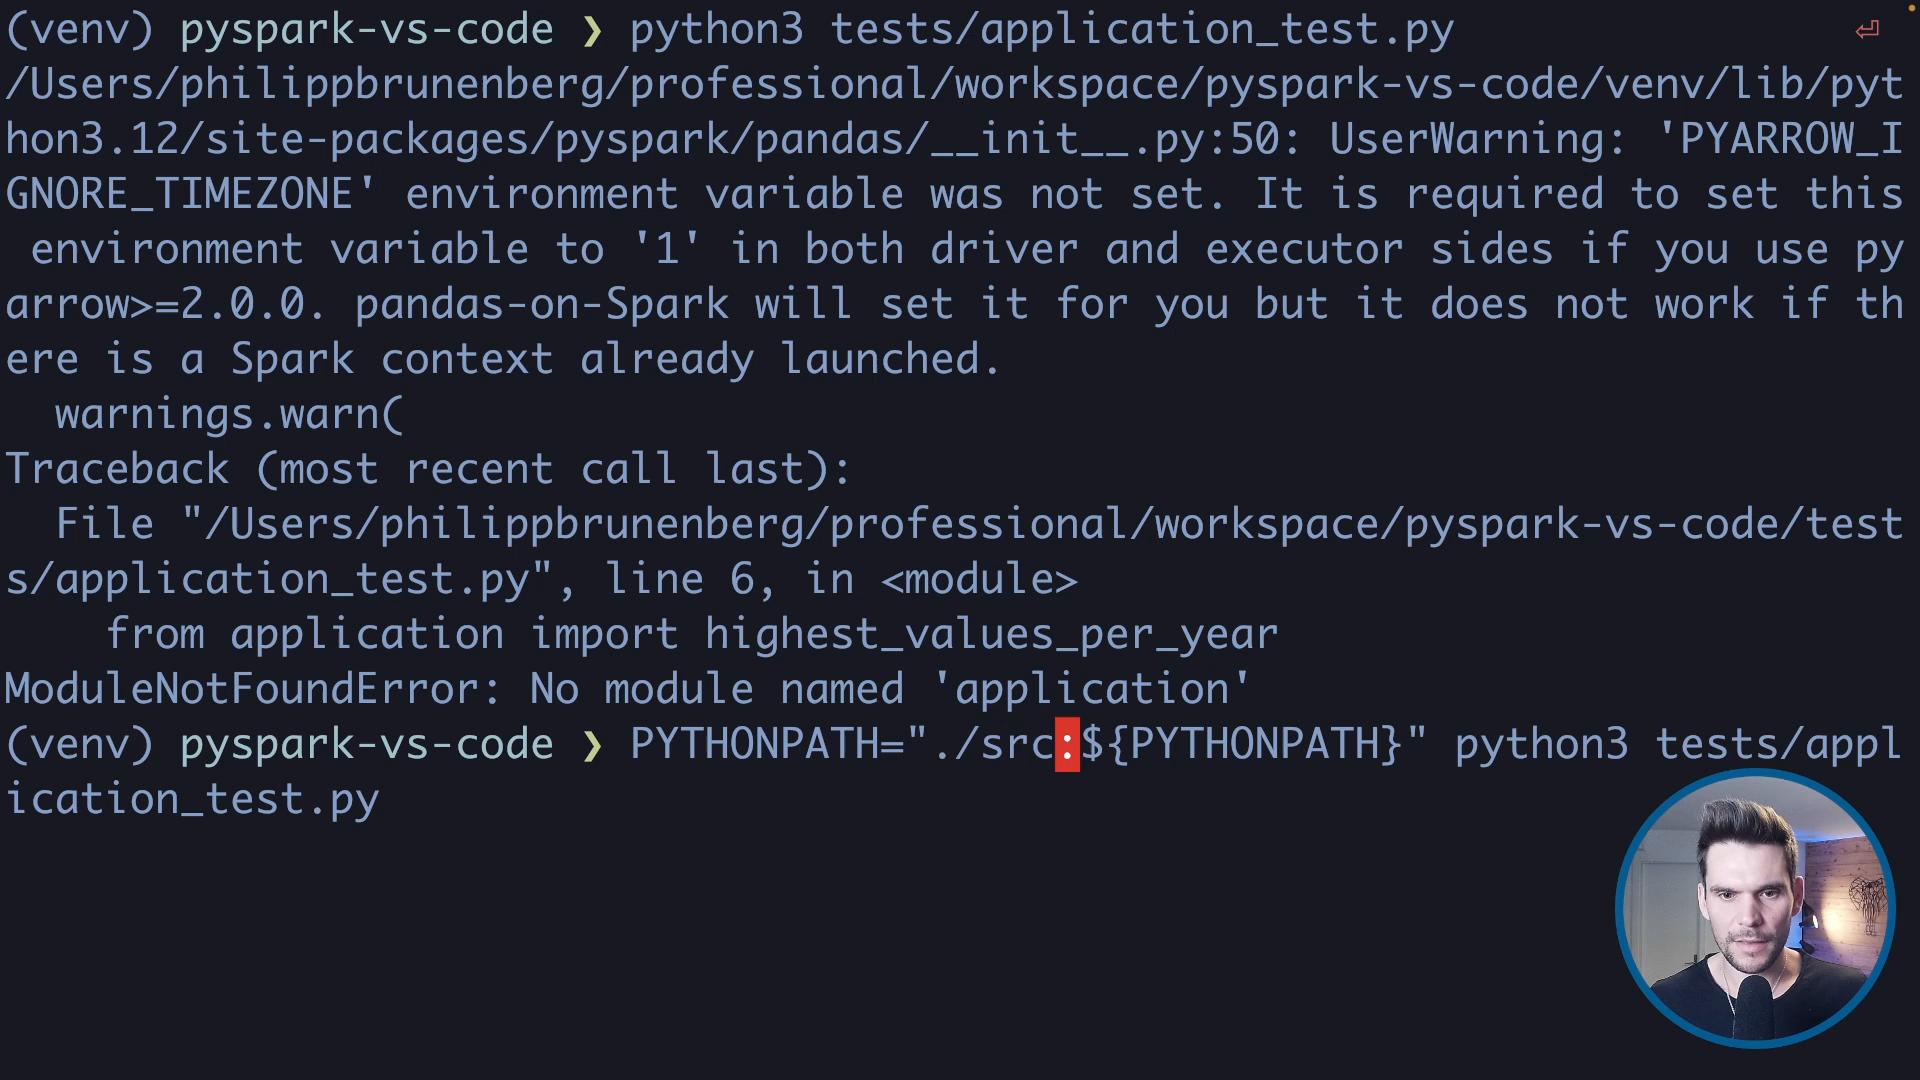 (venv) pyspark-vs-code ❯ python3 tests/application_test.py
/Users/philippbrunenberg/professional/workspace/pyspark-vs-code/venv/lib/pyt
hon3.12/site-packages/pyspark/pandas/__init__.py:50: UserWarning: 'PYARROW_I
GNORE_TIMEZONE' environment variable was not set. It is required to set this
 environment variable to '1' in both driver and executor sides if you use py
arrow>=2.0.0. pandas-on-Spark will set it for you but it does not work if th
ere is a Spark context already launched.
  warnings.warn(
Traceback (most recent call last):
  File "/Users/philippbrunenberg/professional/workspace/pyspark-vs-code/test
s/application_test.py", line 6, in <module>
    from application import highest_values_per_year
ModuleNotFoundError: No module named 'application'
(venv) pyspark-vs-code ❯ PYTHONPATH="./src:${PYTHONPATH}" python3 tests/appl
ication_test.py